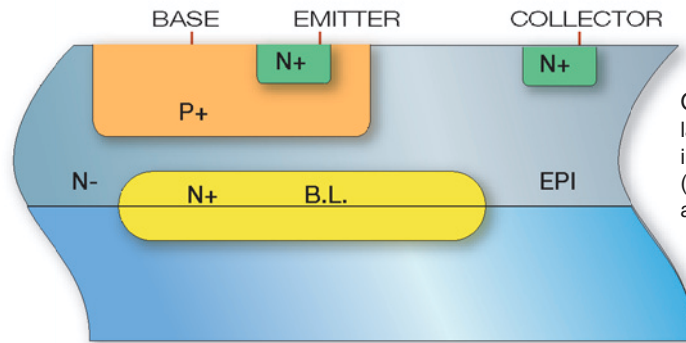 BASE EMITTER COLLECTOR
N+ N+
P+
N- N+ B.L. EPI